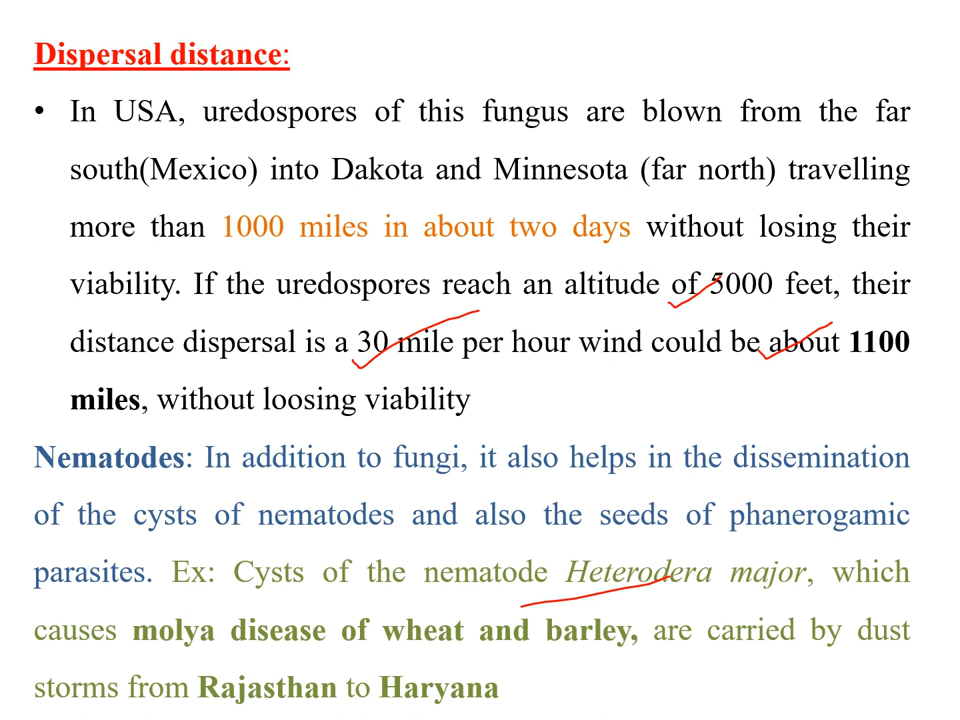 Dispersal distance:
• In USA, uredospores of this fungus are blown from the far
south(Mexico) into Dakota and Minnesota (far north) travelling
more than 1000 miles in about two days without losing their
viability. If the uredospores reach an altitude of 5000 feet, their
distance dispersal is a 30 mile per hour wind could be about 1100
miles, without loosing viability
Nematodes: In addition to fungi, it also helps in the dissemination
of the cysts of nematodes and also the seeds of phanerogamic
parasites. Ex: Cysts of the nematode Heterodera major, which
causes molya disease of wheat and barley, are carried by dust
storms from Rajasthan to Haryana